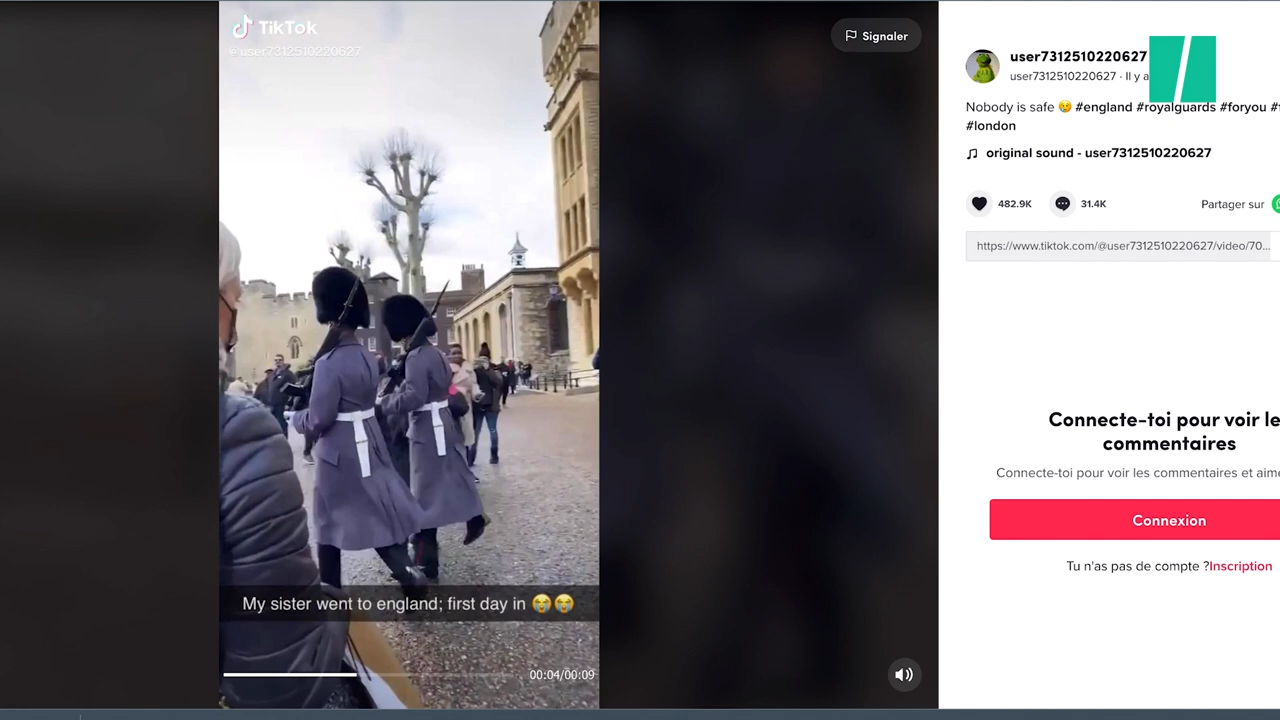 TikTok
@user7312510220627
Signaler
user7312510220627
user7312510220627 · Il y a
Nobody is safe 😢 #england #royalguards #foryou #f
#london
original sound - user7312510220627
482.9K
31.4K
Partager sur
https://www.tiktok.com/@user7312510220627/video/70...
Connecte-toi pour voir le
commentaires
Connecte-toi pour voir les commentaires et aime
Connexion
Tu n'as pas de compte ?Inscription
My sister went to england; first day in 😭😭
00:04/00:09